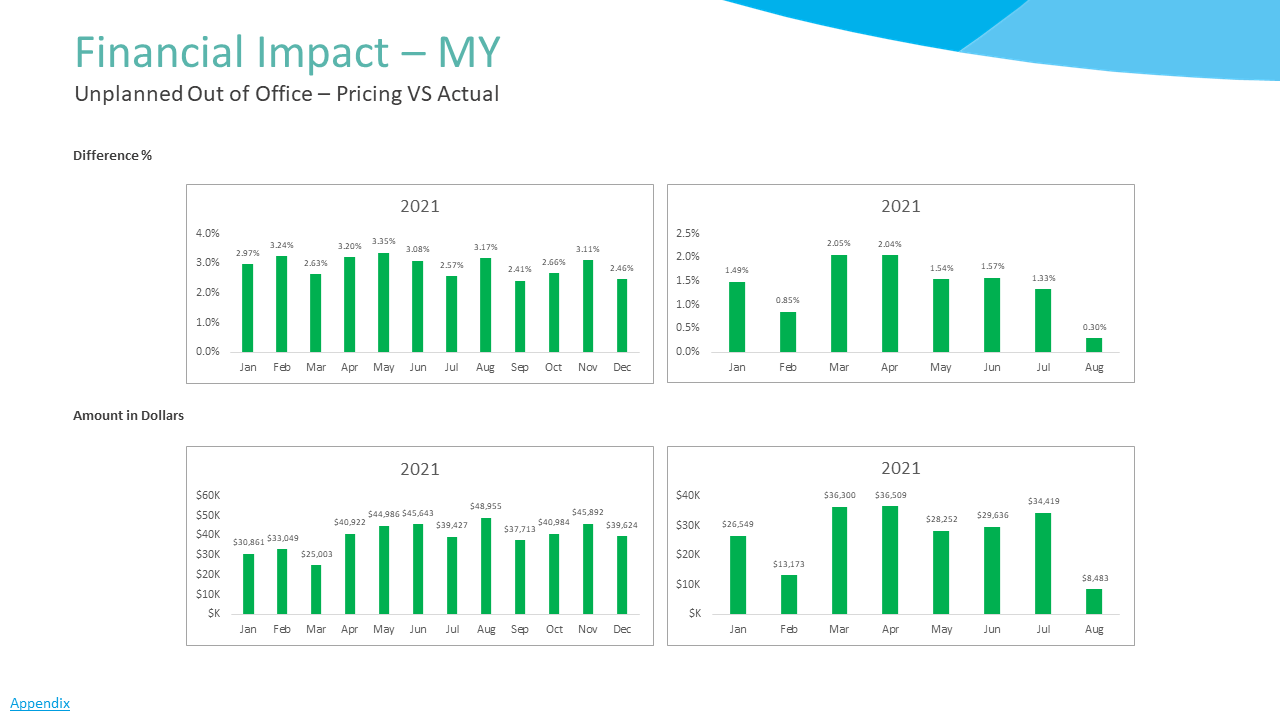 Financial Impact – MY
Unplanned Out of Office – Pricing VS Actual
Difference %
2021
4.0%
3.0%
2.0%
1.0%
0.0%
2.97%
3.24%
2.63%
3.20%
3.35%
3.08%
2.57%
3.17%
2.41%
2.66%
3.11%
2.46%
Jan Feb Mar Apr May Jun Jul Aug Sep Oct Nov Dec
2021
2.5%
2.0%
1.5%
1.0%
0.5%
0.0%
1.49%
0.85%
2.05%
2.04%
1.54%
1.57%
1.33%
0.30%
Jan Feb Mar Apr May Jun Jul Aug
Amount in Dollars
2021
$60K
$50K
$40K
$30K
$20K
$10K
$K
$30,861
$33,049
$25,003
$40,922
$44,986
$45,643
$39,427
$48,955
$37,713
$40,984
$45,892
$39,624
Jan Feb Mar Apr May Jun Jul Aug Sep Oct Nov Dec
2021
$40K
$30K
$20K
$10K
$K
$26,549
$13,173
$36,300
$36,509
$28,252
$29,636
$34,419
$8,483
Jan Feb Mar Apr May Jun Jul Aug
Appendix